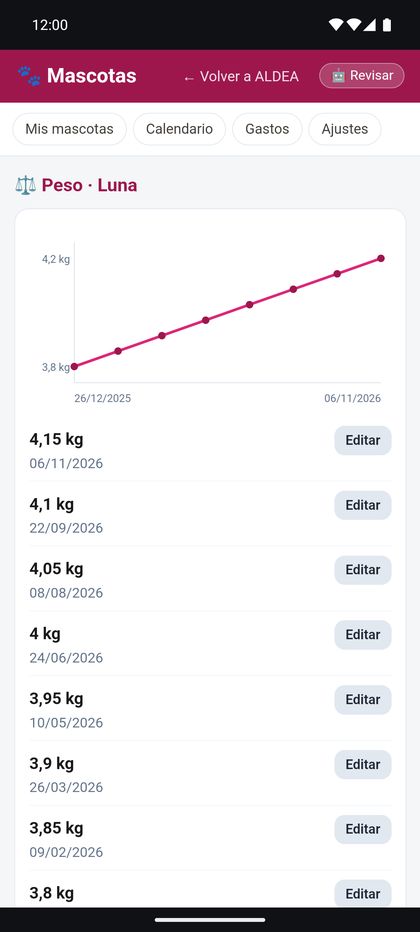 12:00
🐾 Mascotas
← Volver a ALDEA
🤖 Revisar
Mis mascotas
Calendario
Gastos
Ajustes
⚖️ Peso · Luna
4,2 kg
3,8 kg
26/12/2025
06/11/2026
4,15 kg
Editar
06/11/2026
4,1 kg
Editar
22/09/2026
4,05 kg
Editar
08/08/2026
4 kg
Editar
24/06/2026
3,95 kg
Editar
10/05/2026
3,9 kg
Editar
26/03/2026
3,85 kg
Editar
09/02/2026
3,8 kg
Editar